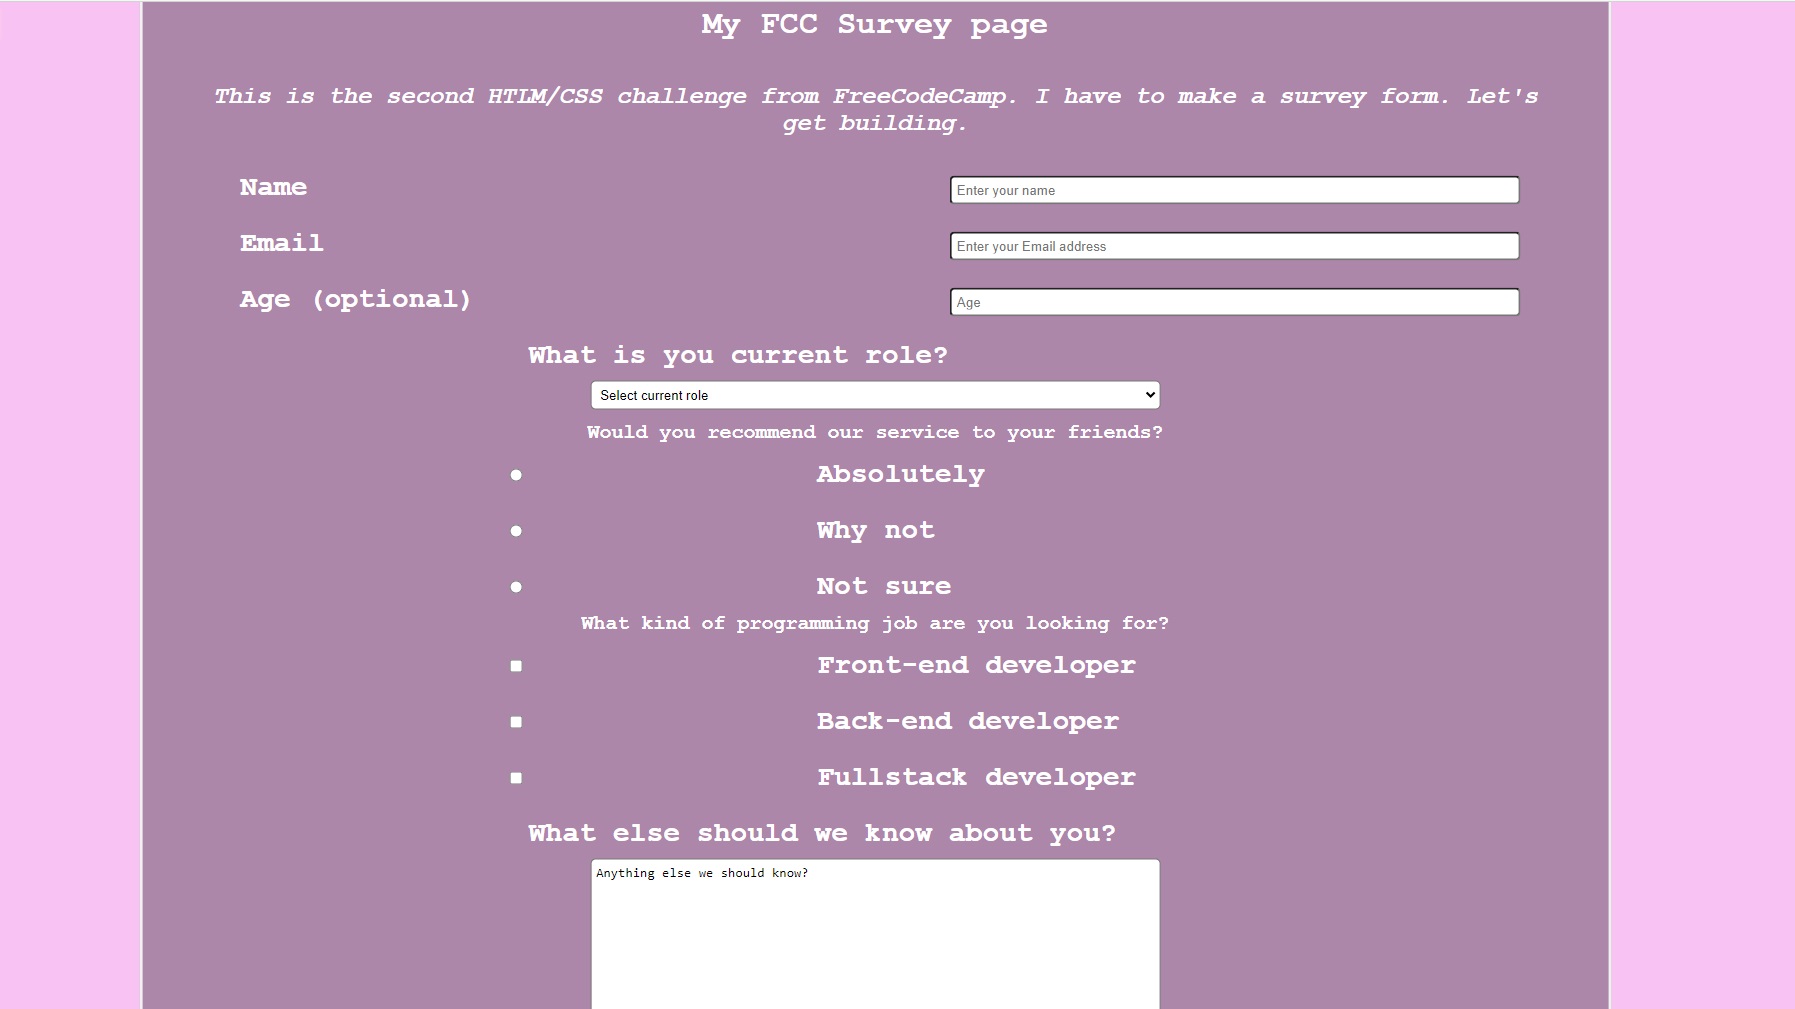 My FCC Survey page
This is the second HTLM/CSS challenge from FreeCodeCamp. I have to make a survey form. Let's
get building.
Name
Enter your name
Email
Enter your Email address
Age (optional)
Age
What is you current role?
Select current role
Would you recommend our service to your friends?
Absolutely
Why not
Not sure
What kind of programming job are you looking for?
Front-end developer
Back-end developer
Fullstack developer
What else should we know about you?
Anything else we should know?